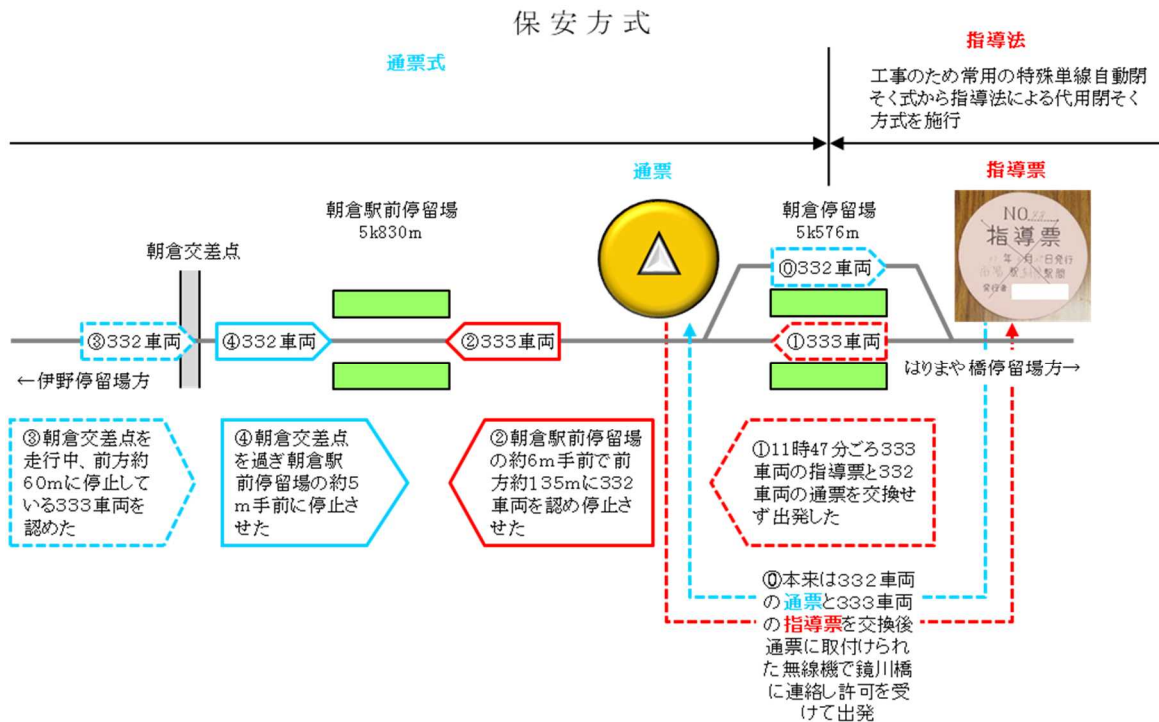 保安方式
通票式
指導法
工事のため常用の特殊単線自動閉
そく式から指導法による代用閉そく
方式を施行
通票
指導票
朝倉駅前停留場
5k830m
朝倉停留場
5k576m
朝倉交差点
NO.
指導票
年 月 日発行
駅 駅間
発行者
⓪332車両
③332車両
④332車両
②333車両
①333車両
←伊野停留場方
はりまや橋停留場方→
③朝倉交差点を
走行中、前方約
60mに停止して
いる333車両を
認めた
④朝倉交差点
を過ぎ朝倉駅
前停留場の約5
m手前に停止さ
せた
②朝倉駅前停留場
の約6m手前で前
方約135mに332
車両を認め停止さ
せた
①11時47分ごろ333
車両の指導票と332
車両の通票を交換せ
ず出発した
⓪本来は332車両
の通票と333車両
の指導票を交換後
通票に取付けられ
た無線機で鏡川橋
に連絡し許可を受
けて出発